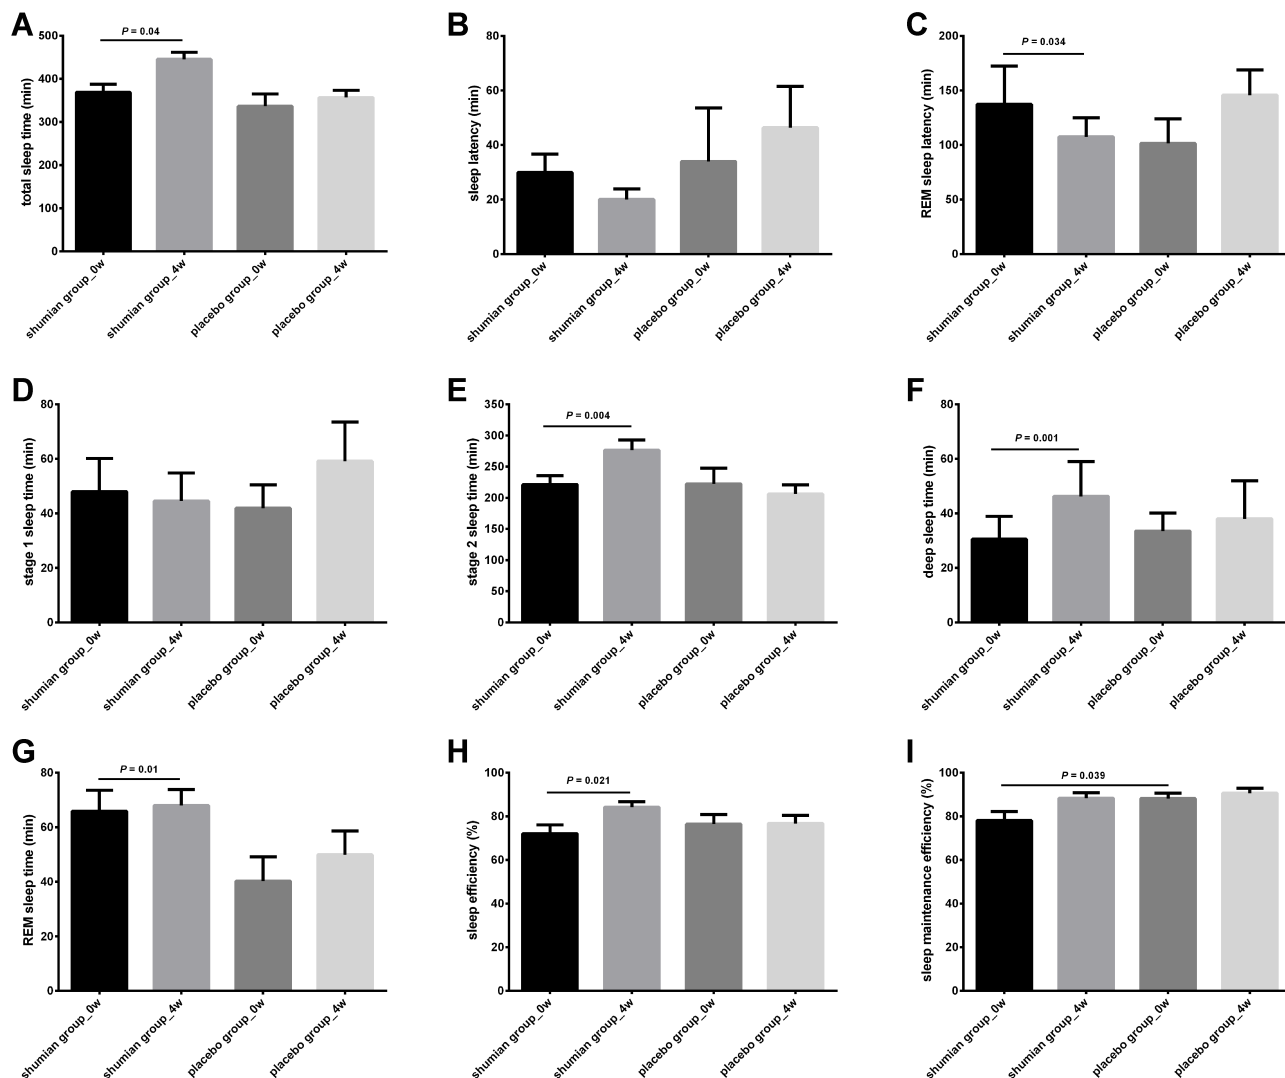 A
P = 0.04
total sleep time (min)
500
400
300
200
100
0
shumian group_0w
shumian group_4w
placebo group_0w
placebo group_4w
B
sleep latency (min)
80
60
40
20
0
shumian group_0w
shumian group_4w
placebo group_0w
placebo group_4w
C
P = 0.034
REM sleep latency (min)
200
150
100
50
0
shumian group_0w
shumian group_4w
placebo group_0w
placebo group_4w
D
stage 1 sleep time (min)
80
60
40
20
0
shumian group_0w
shumian group_4w
placebo group_0w
placebo group_4w
E
P = 0.004
stage 2 sleep time (min)
350
300
250
200
150
100
50
0
shumian group_0w
shumian group_4w
placebo group_0w
placebo group_4w
F
P = 0.001
deep sleep time (min)
80
60
40
20
0
shumian group_0w
shumian group_4w
placebo group_0w
placebo group_4w
G
P = 0.01
REM sleep time (min)
80
60
40
20
0
shumian group_0w
shumian group_4w
placebo group_0w
placebo group_4w
H
P = 0.021
sleep efficiency (%)
100
80
60
40
20
0
shumian group_0w
shumian group_4w
placebo group_0w
placebo group_4w
I
P = 0.039
sleep maintenance efficiency (%)
100
80
60
40
20
0
shumian group_0w
shumian group_4w
placebo group_0w
placebo group_4w